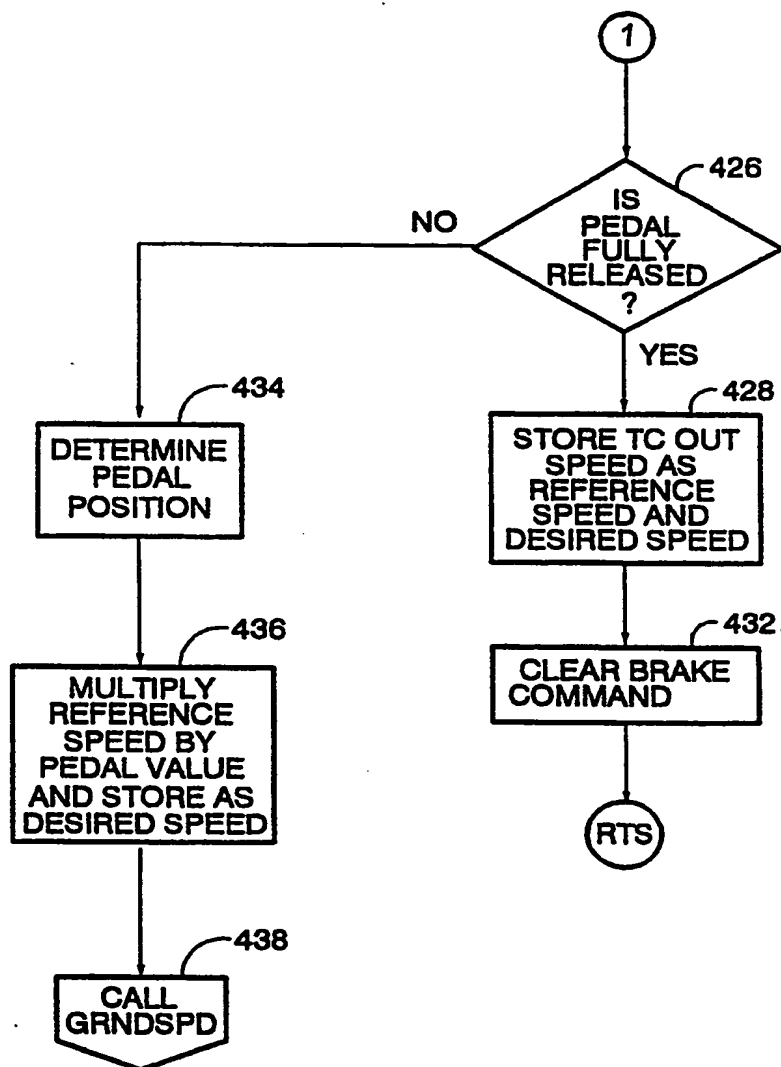 1
426
IS
PEDAL
FULLY
RELEASED
?
NO
YES
434
DETERMINE
PEDAL
POSITION
428
STORE TC OUT
SPEED AS
REFERENCE
SPEED AND
DESIRED SPEED
436
MULTIPLY
REFERENCE
SPEED BY
PEDAL VALUE
AND STORE AS
DESIRED SPEED
432
CLEAR BRAKE
COMMAND
RTS
438
CALL
GRNDSPD